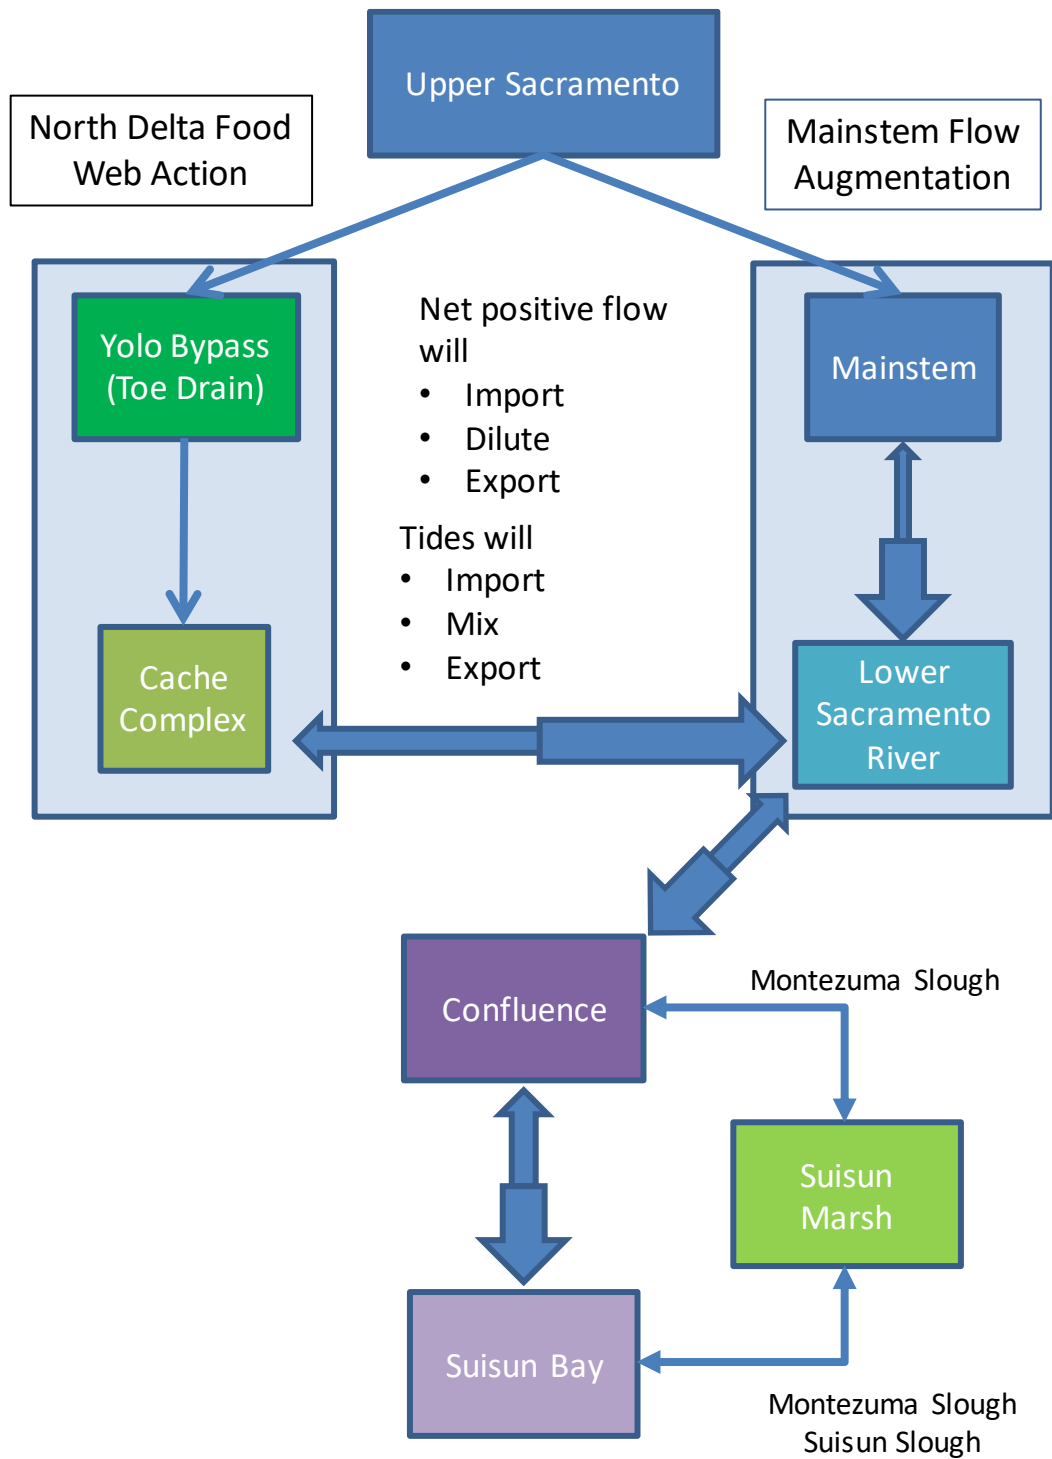 Upper Sacramento
North Delta Food
Web Action
Mainstem Flow
Augmentation
Yolo Bypass
(Toe Drain)
Net positive flow
will
• Import
• Dilute
• Export
Tides will
• Import
• Mix
• Export
Mainstem
Cache
Complex
Lower
Sacramento
River
Confluence
Montezuma Slough
Suisun
Marsh
Suisun Bay
Montezuma Slough
Suisun Slough